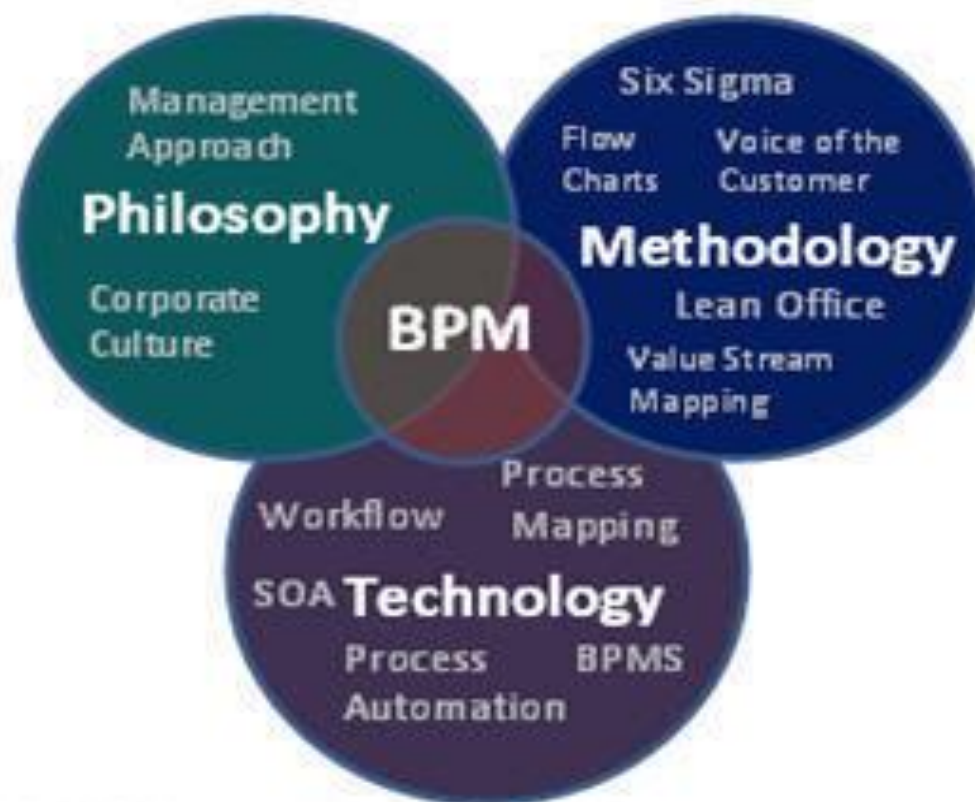 Management
Approach
Philosophy
Corporate
Culture
Six Sigma
Flow
Charts
Voice of the
Customer
Methodology
Lean Office
Value Stream
Mapping
BPM
Process
Mapping
Workflow
SOA Technology
Process
Automation
BPMS